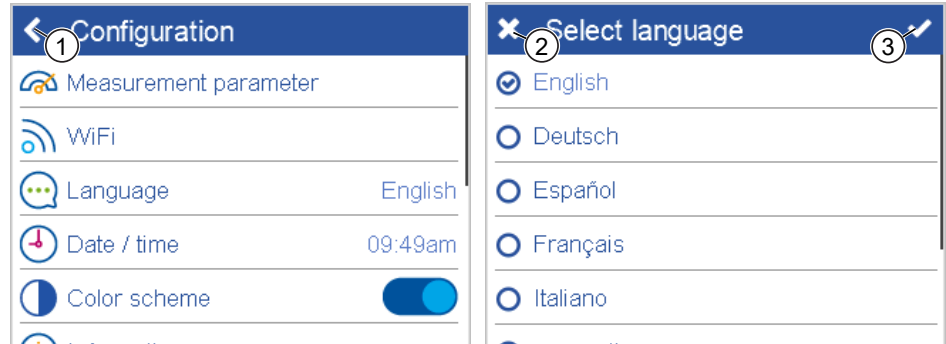 Configuration
1
Measurement parameter
WiFi
Language English
Date / time 09:49am
Color scheme
Select language
2
3
English
Deutsch
Español
Français
Italiano